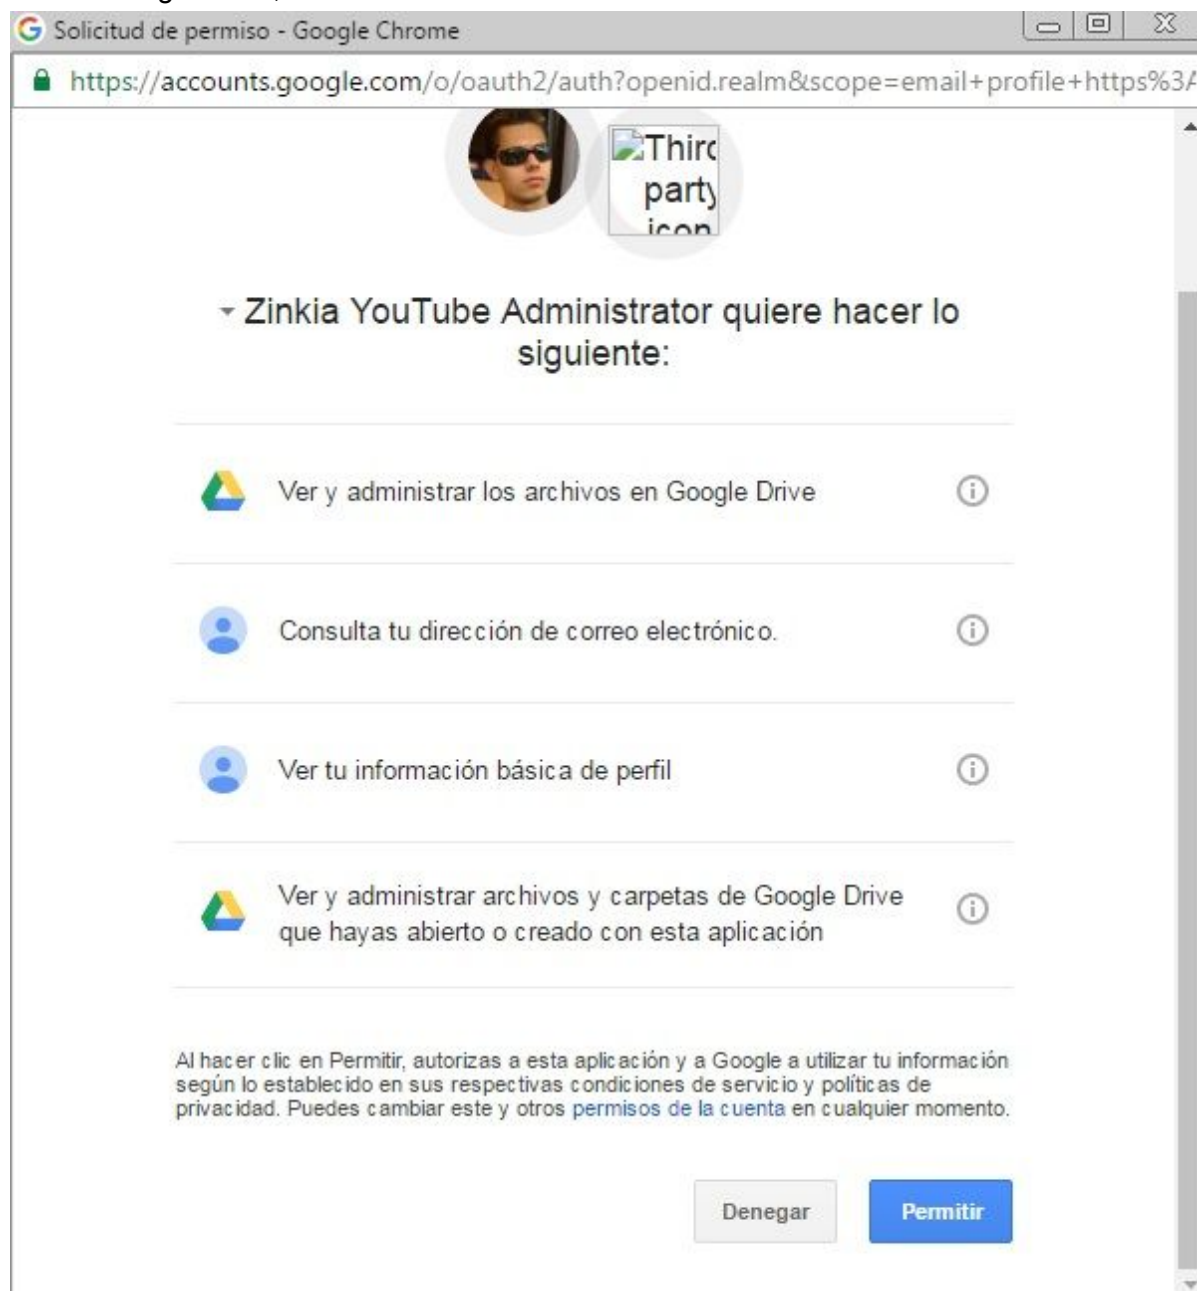 Solicitud de permiso - Google Chrome
https://accounts.google.com/o/oauth2/auth?openid.realm&scope=email+profile+https%3A
Third
party
icon
Zinkia YouTube Administrator quiere hacer lo
siguiente:
Ver y administrar los archivos en Google Drive
Consulta tu dirección de correo electrónico.
Ver tu información básica de perfil
Ver y administrar archivos y carpetas de Google Drive
que hayas abierto o creado con esta aplicación
Al hacer clic en Permitir, autorizas a esta aplicación y a Google a utilizar tu información
según lo establecido en sus respectivas condiciones de servicio y políticas de
privacidad. Puedes cambiar este y otros permisos de la cuenta en cualquier momento.
Denegar
Permitir